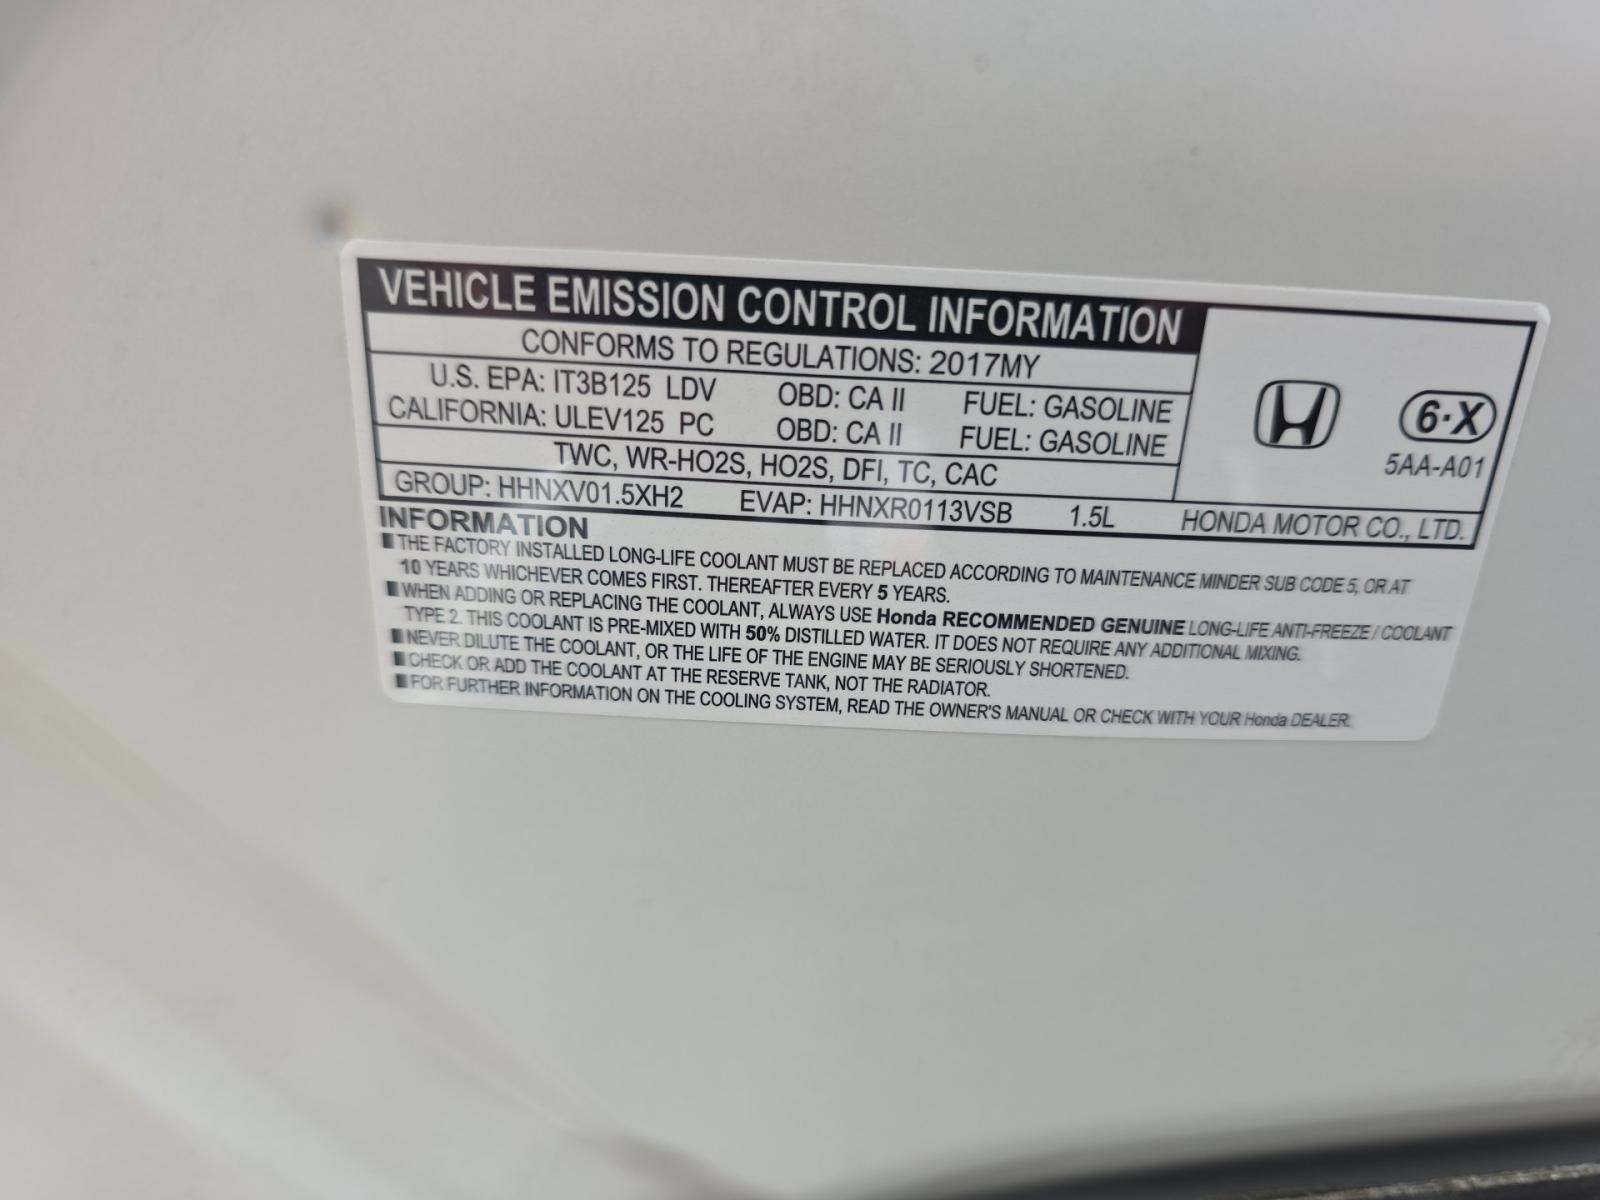 VEHICLE EMISSION CONTROL INFORMATION
CONFORMS TO REGULATIONS: 2017MY
U.S. EPA: IT3B125 LDV OBD: CA II FUEL: GASOLINE
CALIFORNIA: ULEV125 PC OBD: CA II FUEL: GASOLINE
TWC, WR-HO2S, HO2S, DFI, TC, CAC
6·X
5AA-A01
GROUP: HHNXV01.5XH2 EVAP: HHNXR0113VSB 1.5L HONDA MOTOR CO., LTD.
INFORMATION
THE FACTORY INSTALLED LONG-LIFE COOLANT MUST BE REPLACED ACCORDING TO MAINTENANCE MINDER SUB CODE 5, OR AT
10 YEARS WHICHEVER COMES FIRST. THEREAFTER EVERY 5 YEARS.
WHEN ADDING OR REPLACING THE COOLANT, ALWAYS USE Honda RECOMMENDED GENUINE LONG-LIFE ANTI-FREEZE / COOLANT
TYPE 2. THIS COOLANT IS PRE-MIXED WITH 50% DISTILLED WATER. IT DOES NOT REQUIRE ANY ADDITIONAL MIXING.
NEVER DILUTE THE COOLANT, OR THE LIFE OF THE ENGINE MAY BE SERIOUSLY SHORTENED.
CHECK OR ADD THE COOLANT AT THE RESERVE TANK, NOT THE RADIATOR.
FOR FURTHER INFORMATION ON THE COOLING SYSTEM, READ THE OWNER'S MANUAL OR CHECK WITH YOUR Honda DEALER.